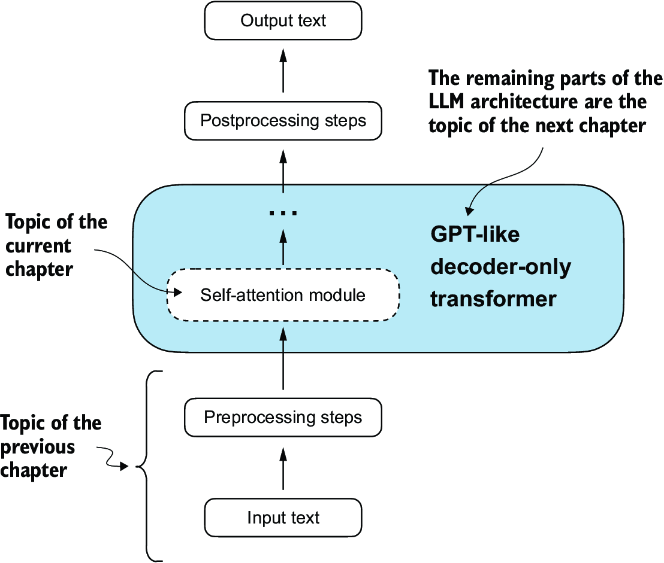 Output text
The remaining parts of the
LLM architecture are the
topic of the next chapter
Postprocessing steps
...
Topic of the
current
chapter
GPT-like
decoder-only
transformer
Self-attention module
Topic of the
previous
chapter
Preprocessing steps
Input text